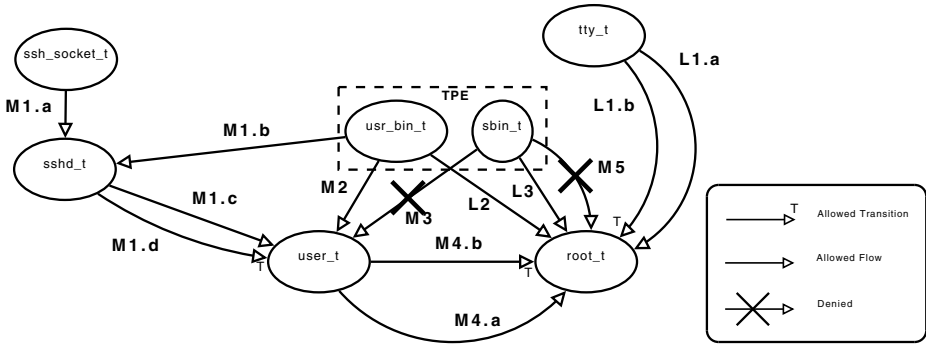 ssh_socket_t
tty_t
L1.a
M1.a
TPE
L1.b
M1.b
usr_bin_t
sbin_t
sshd_t
M5
M2
L3
M1.c
L2
M3
T
T
Allowed Transition
M1.d
M4.b
user_t
root_t
Allowed Flow
T
T
Denied
M4.a